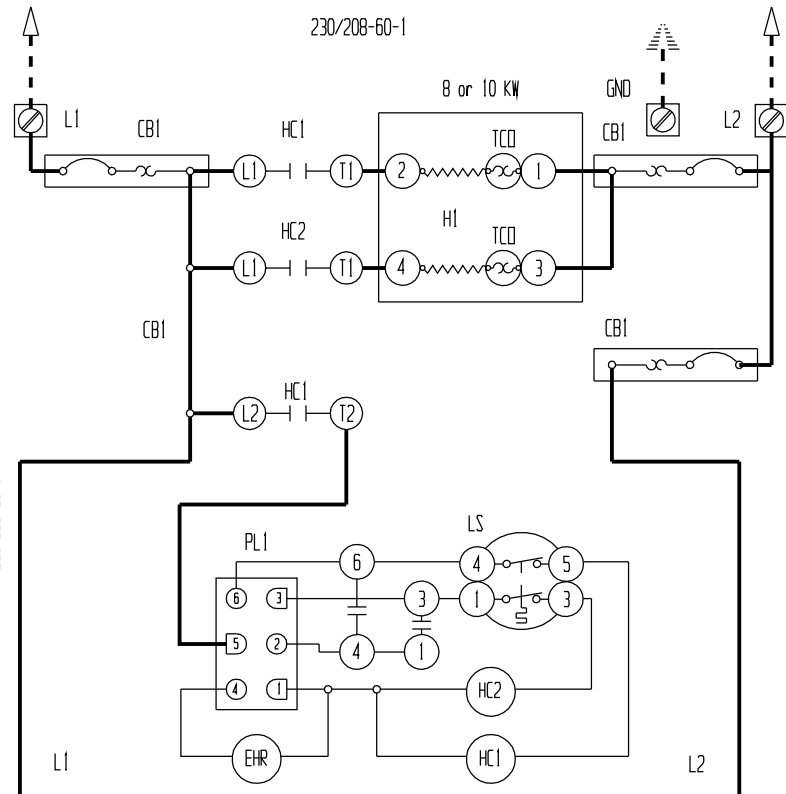 230/208-60-1
8 or 10 KW
GND
L1
CB1
HC1
TCO
CB1
L2
L1
T1
2
1
H1
HC2
TCO
L1
T1
4
3
CB1
CB1
HC1
L2
T2
LS
PL1
6
4
5
6
3
3
1
3
5
2
4
1
4
1
HC2
EHR
HC1
L1
L2